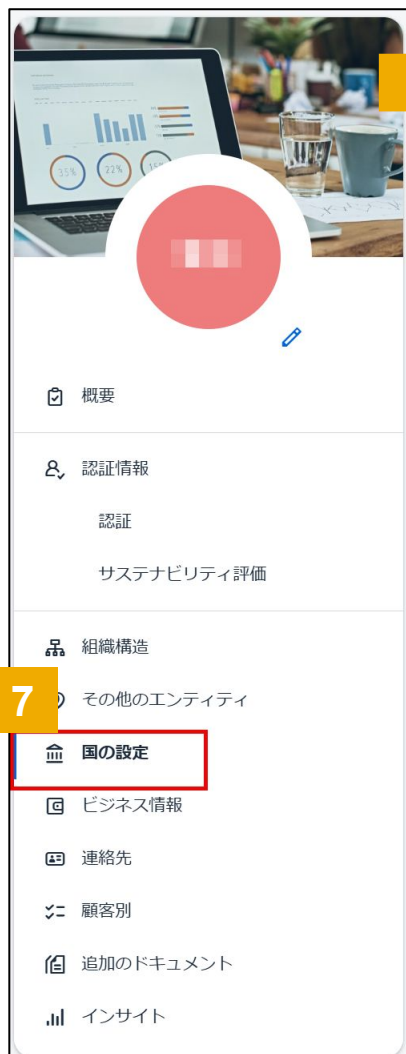 35%
22%
15%
概要
認証情報
認証
サステナビリティ評価
組織構造
7
その他のエンティティ
国の設定
ビジネス情報
連絡先
顧客別
追加のドキュメント
インサイト